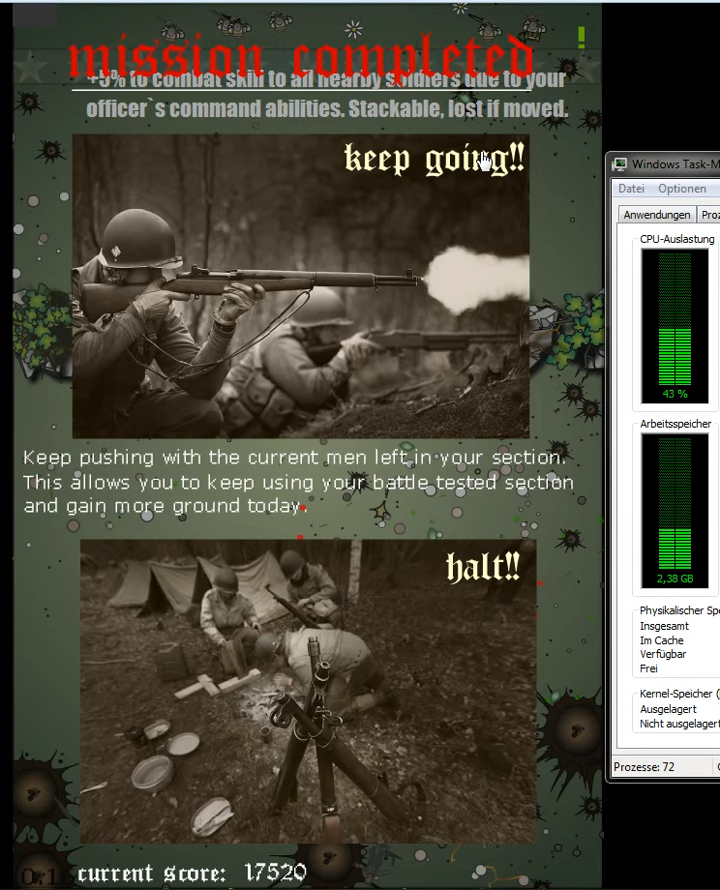 mission completed
+5% to combat skill to all nearby soldiers due to your
officer`s command abilities. Stackable, lost if moved.
!
keep going!!
Keep pushing with the current men left in your section.
This allows you to keep using your battle tested section
and gain more ground today.
halt!!
current score: 17520
Windows Task-M
Datei Optionen
Anwendungen Proz
CPU-Auslastung
43 %
Arbeitsspeicher
2,38 GB
Physikalischer Spe
Insgesamt
Im Cache
Verfügbar
Frei
Kernel-Speicher (
Ausgelagert
Nicht ausgelagert
Prozesse: 72